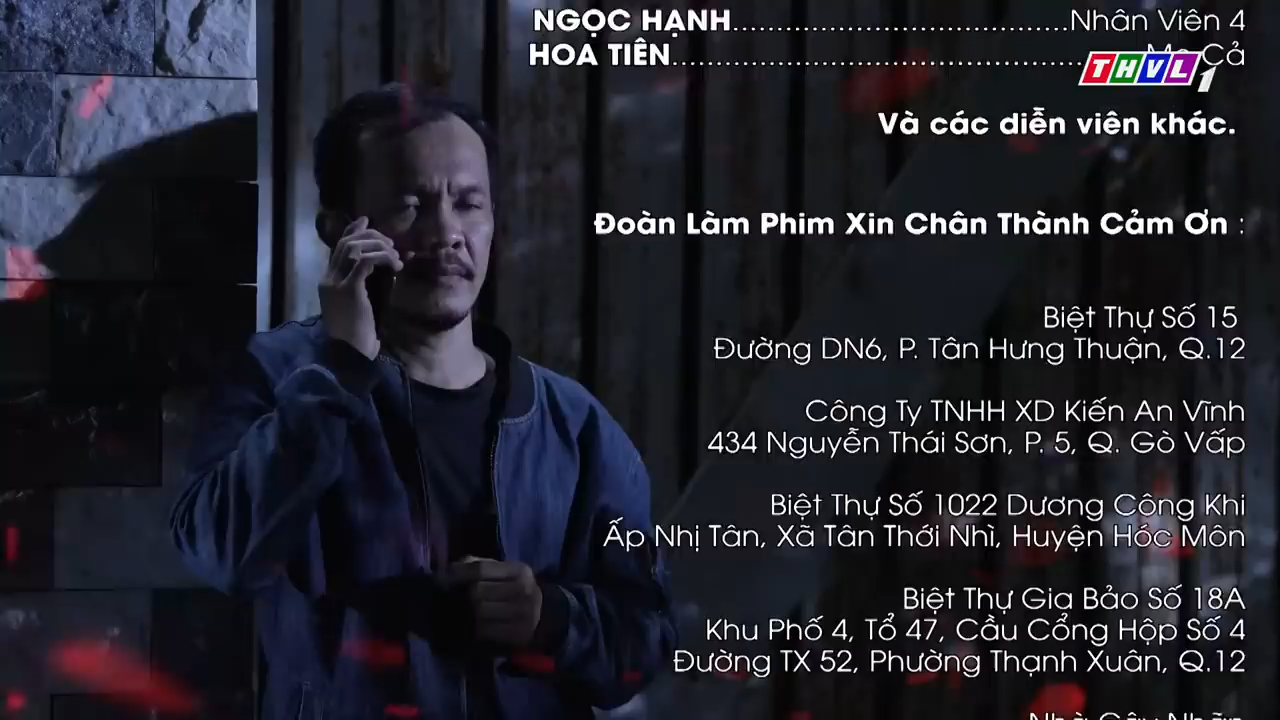 NGỌC HẠNH......................................Nhân Viên 4
HOA TIÊN...............................................Cả
THVL1
Và các diễn viên khác.
Đoàn Làm Phim Xin Chân Thành Cảm Ơn :
Biệt Thự Số 15
Đường DN6, P. Tân Hưng Thuận, Q.12
Công Ty TNHH XD Kiến An Vĩnh
434 Nguyễn Thái Sơn, P. 5, Q. Gò Vấp
Biệt Thự Số 1022 Dương Công Khi
Ấp Nhị Tân, Xã Tân Thới Nhì, Huyện Hóc Môn
Biệt Thự Gia Bảo Số 18A
Khu Phố 4, Tổ 47, Cầu Cổng Hộp Số 4
Đường TX 52, Phường Thạnh Xuân, Q.12